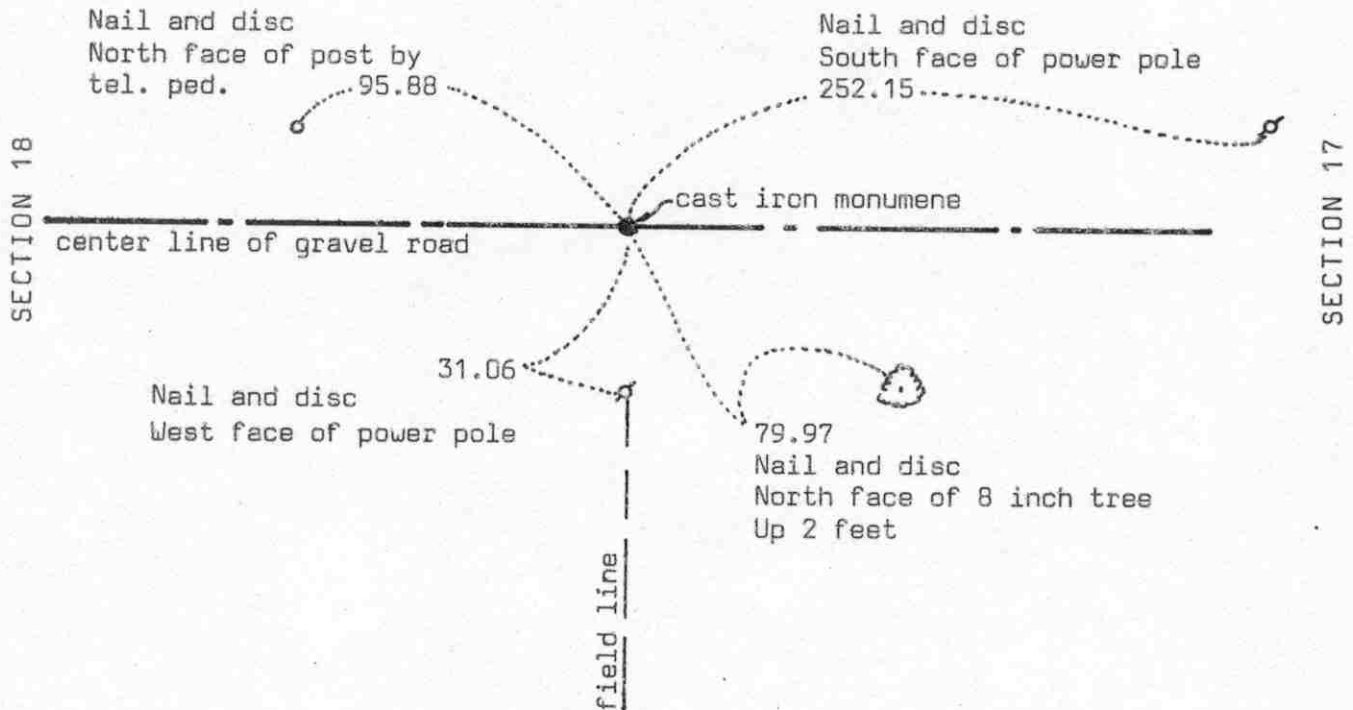 Nail and disc
North face of post by
tel. ped.
95.88
Nail and disc
South face of power pole
252.15
SECTION 18
SECTION 17
cast iron monumene
center line of gravel road
31.06
Nail and disc
West face of power pole
79.97
Nail and disc
North face of 8 inch tree
Up 2 feet
field line